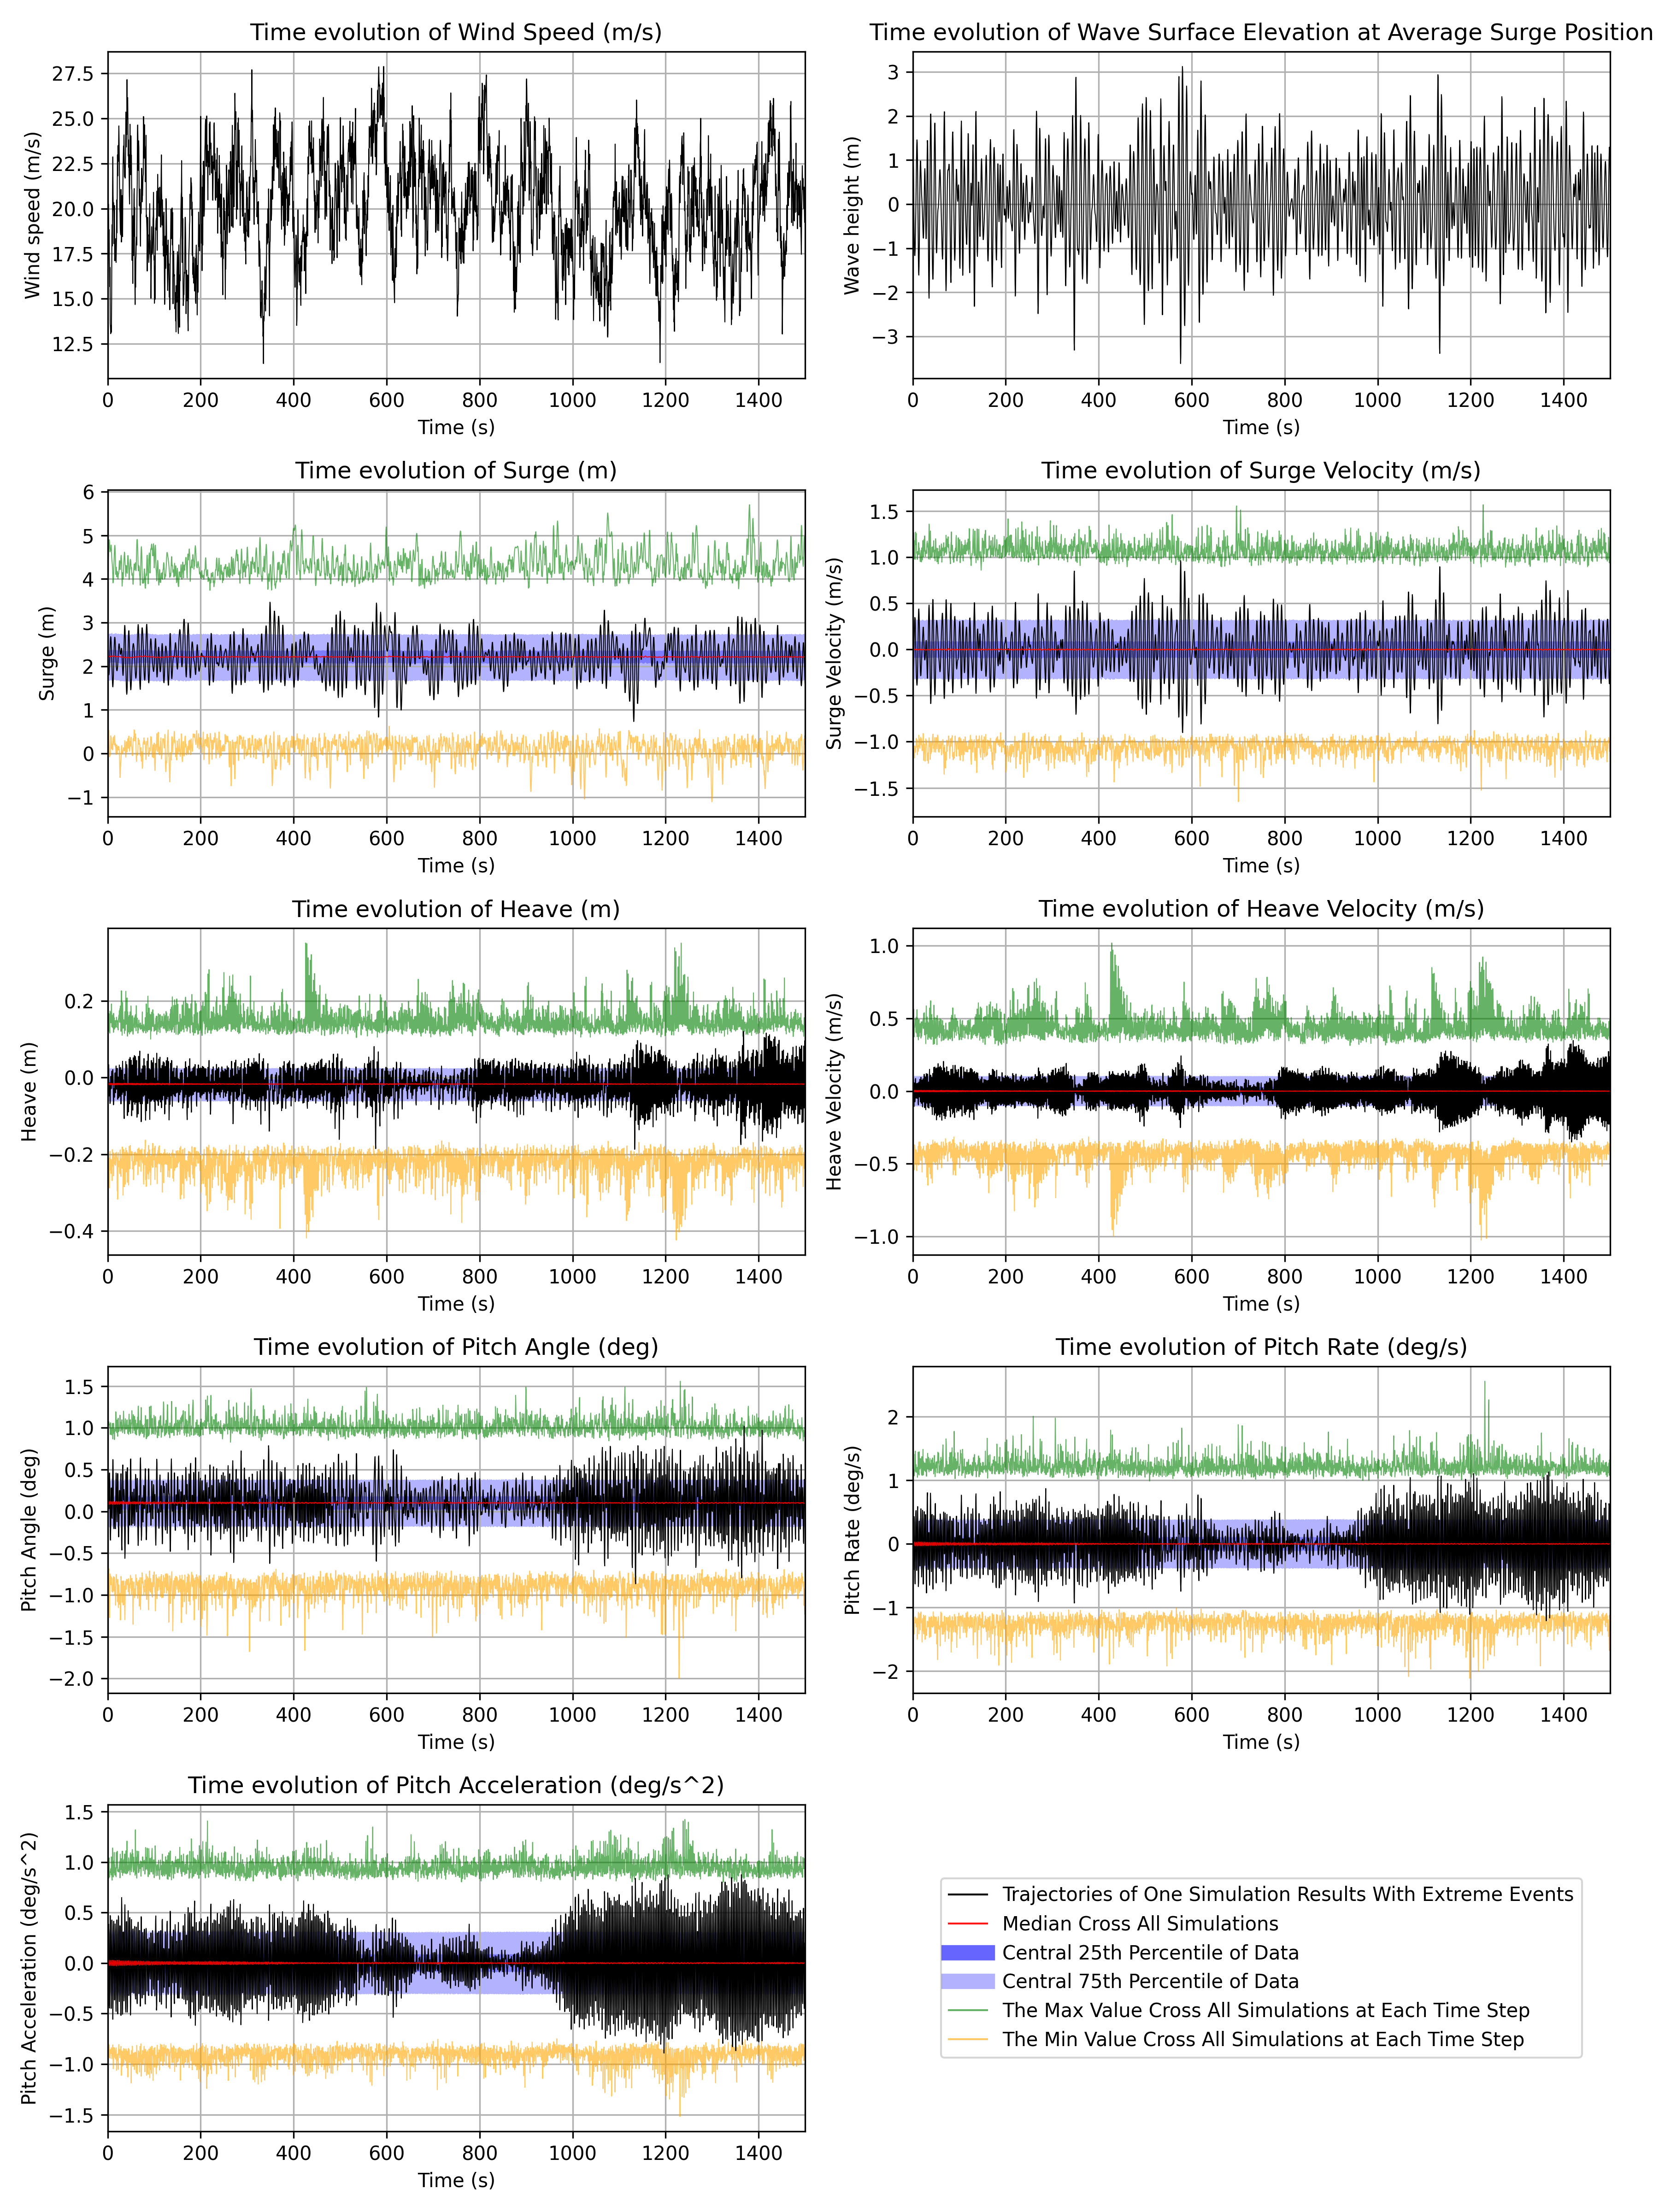 Time evolution of Wind Speed (m/s)
Wind speed (m/s)
27.5
25.0
22.5
20.0
17.5
15.0
12.5
0 200 400 600 800 1000 1200 1400
Time (s)
Time evolution of Wave Surface Elevation at Average Surge Position
Wave height (m)
3
2
1
0
−1
−2
−3
0 200 400 600 800 1000 1200 1400
Time (s)
Time evolution of Surge (m)
Surge (m)
6
5
4
3
2
1
0
−1
0 200 400 600 800 1000 1200 1400
Time (s)
Time evolution of Surge Velocity (m/s)
Surge Velocity (m/s)
1.5
1.0
0.5
0.0
−0.5
−1.0
−1.5
0 200 400 600 800 1000 1200 1400
Time (s)
Time evolution of Heave (m)
Heave (m)
0.2
0.0
−0.2
−0.4
0 200 400 600 800 1000 1200 1400
Time (s)
Time evolution of Heave Velocity (m/s)
Heave Velocity (m/s)
1.0
0.5
0.0
−0.5
−1.0
0 200 400 600 800 1000 1200 1400
Time (s)
Time evolution of Pitch Angle (deg)
Pitch Angle (deg)
1.5
1.0
0.5
0.0
−0.5
−1.0
−1.5
−2.0
0 200 400 600 800 1000 1200 1400
Time (s)
Time evolution of Pitch Rate (deg/s)
Pitch Rate (deg/s)
2
1
0
−1
−2
0 200 400 600 800 1000 1200 1400
Time (s)
Time evolution of Pitch Acceleration (deg/s^2)
Pitch Acceleration (deg/s^2)
1.5
1.0
0.5
0.0
−0.5
−1.0
−1.5
0 200 400 600 800 1000 1200 1400
Time (s)
Trajectories of One Simulation Results With Extreme Events
Median Cross All Simulations
Central 25th Percentile of Data
Central 75th Percentile of Data
The Max Value Cross All Simulations at Each Time Step
The Min Value Cross All Simulations at Each Time Step